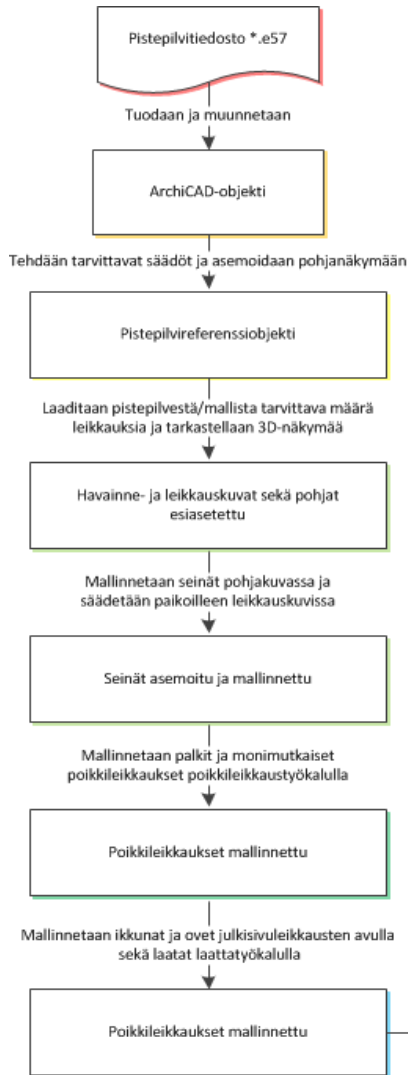 Pistepilvitiedosto *.e57
Tuodaan ja muunnetaan
ArchiCAD-objekti
Tehdään tarvittavat säädöt ja asemoidaan pohjanäkymään
Pistepilvireferenssiobjekti
Laaditaan pistepilvestä/mallista tarvittava määrä
leikkauksia ja tarkastellaan 3D-näkymää
Havainne- ja leikkauskuvat sekä pohjat
esiasetettu
Mallinnetaan seinät pohjakuvassa ja
säädetään paikoilleen leikkauskuvissa
Seinät asemoitu ja mallinnettu
Mallinnetaan palkit ja monimutkaiset
poikkileikkaukset poikkileikkaustyökalulla
Poikkileikkaukset mallinnettu
Mallinnetaan ikkunat ja ovet julkisivuleikkausten avulla
sekä laatat laattatyökalulla
Poikkileikkaukset mallinnettu